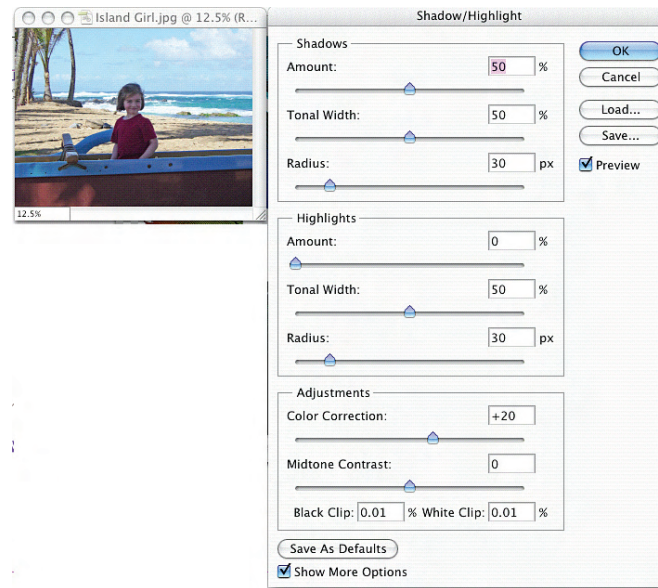 Island Girl.jpg @ 12.5% (R...
12.5%
Shadow/Highlight
Shadows
Amount: 50 %
Tonal Width: 50 %
Radius: 30 px
Highlights
Amount: 0 %
Tonal Width: 50 %
Radius: 30 px
Adjustments
Color Correction: +20
Midtone Contrast: 0
Black Clip: 0.01 % White Clip: 0.01 %
Save As Defaults
Show More Options
OK
Cancel
Load...
Save...
Preview